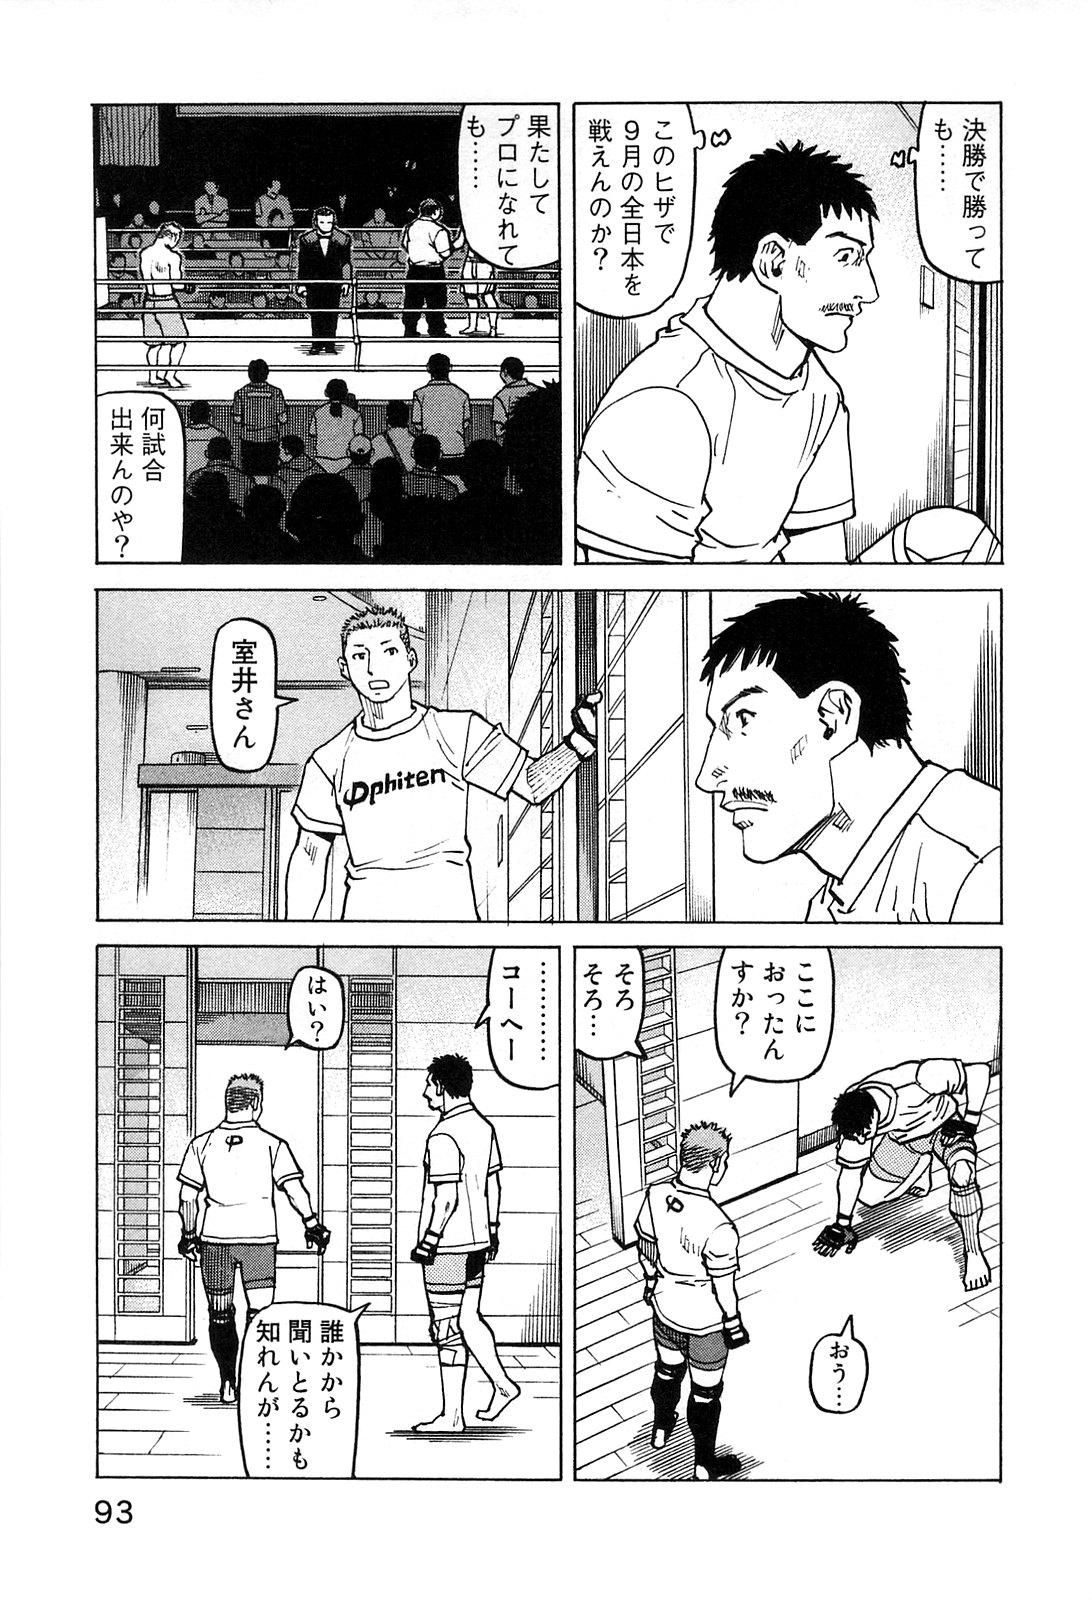 決勝で勝って
も……
このヒザで
9月の全日本を
戦えんのか?
果たして
プロになれて
も……
何試合
出来んのや?
室井さん
phiten
ここに
おったん
すか?
そろ
そろ…
おう…
…………
コーヘー
はい?
誰かから
聞いとるかも
知れんが……
93